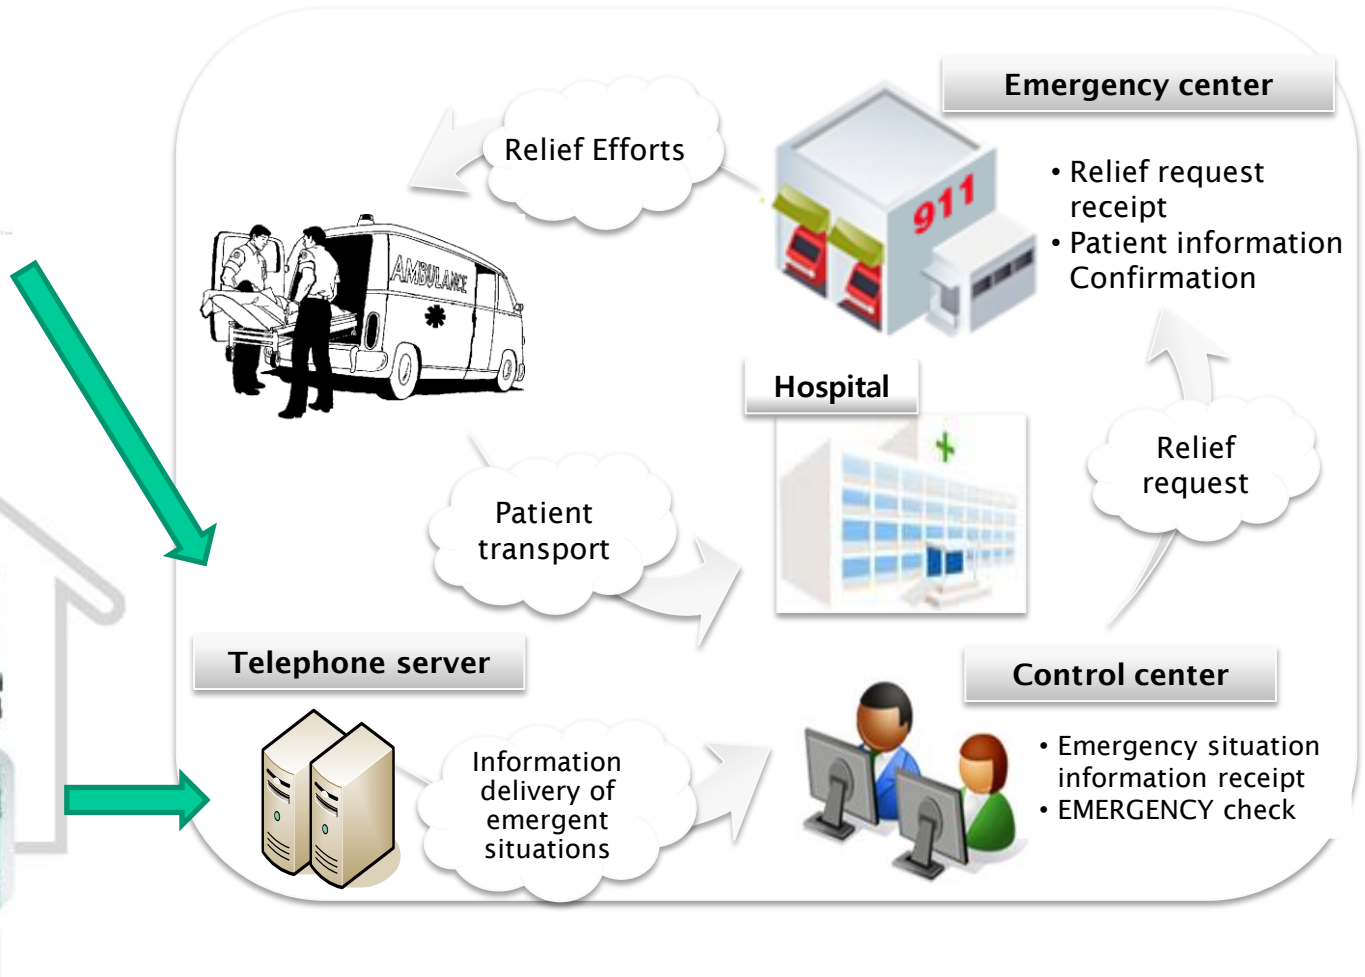 Emergency center
Relief Efforts
• Relief request
receipt
• Patient information
Confirmation
911
AMBULANCE
Hospital
Relief
request
Patient
transport
Telephone server
Control center
Information
delivery of
emergent
situations
• Emergency situation
information receipt
• EMERGENCY check